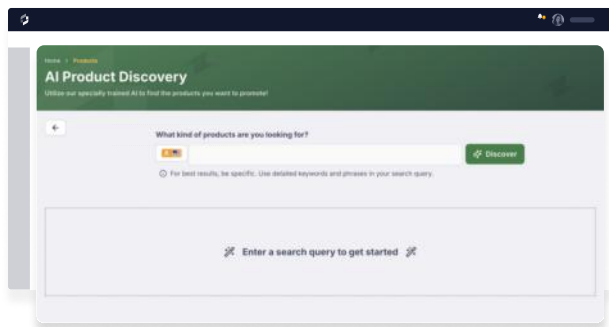 Home > Products
AI Product Discovery
Utilize our specially trained AI to find the products you want to promote!
What kind of products are you looking for?
Discover
For best results, be specific. Use detailed keywords and phrases in your search query.
Enter a search query to get started